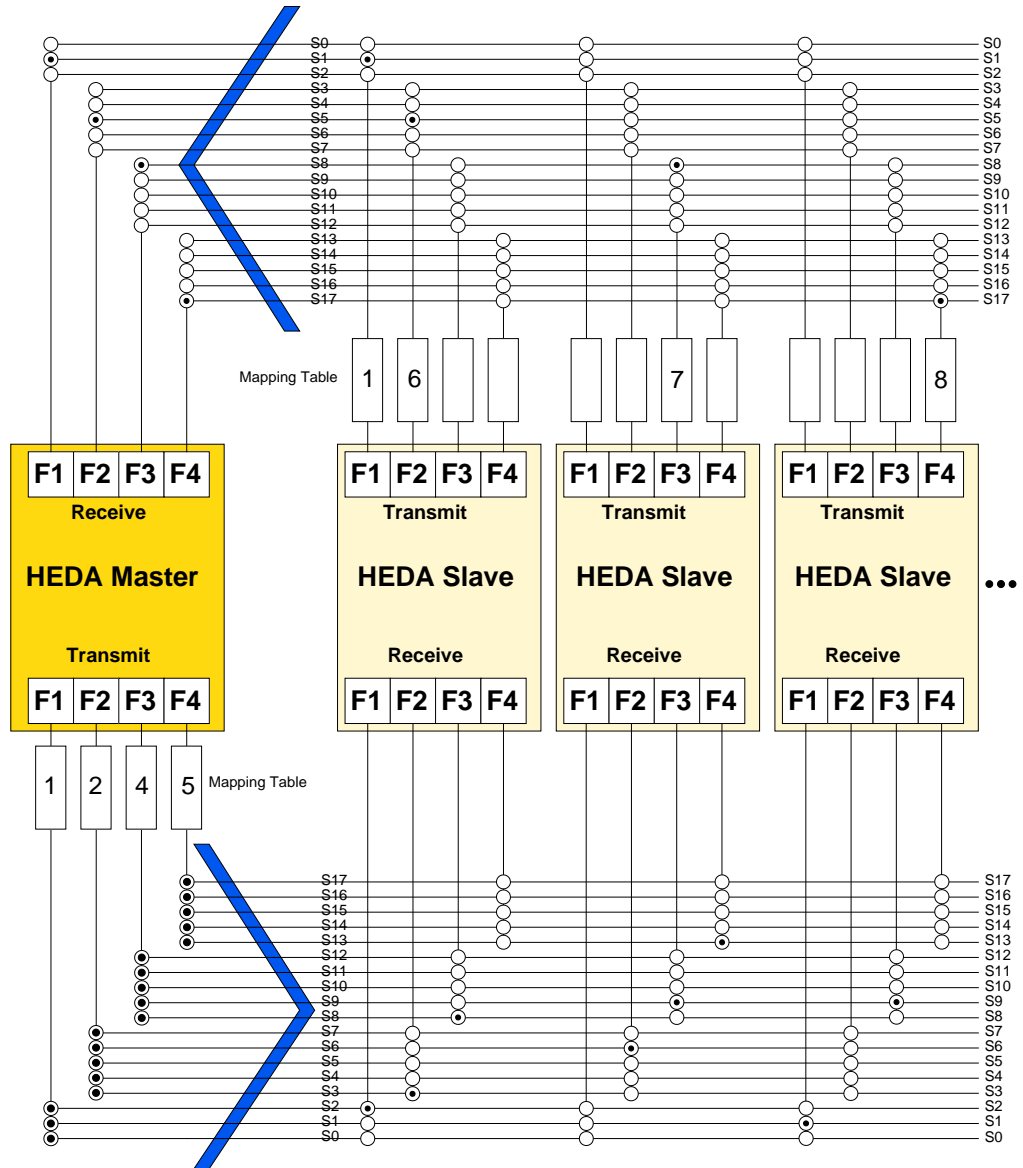 S0 S0
S1 S1
S2 S2
S3 S3
S4 S4
S5 S5
S6 S6
S7 S7
S8 S8
S9 S9
S10 S10
S11 S11
S12 S12
S13 S13
S14 S14
S15 S15
S16 S16
S17 S17
Mapping Table 1 6 7 8
F1 F2 F3 F4 F1 F2 F3 F4 F1 F2 F3 F4 F1 F2 F3 F4
Receive Transmit Transmit Transmit
HEDA Master HEDA Slave HEDA Slave HEDA Slave ...
Transmit Receive Receive Receive
F1 F2 F3 F4 F1 F2 F3 F4 F1 F2 F3 F4 F1 F2 F3 F4
1 2 4 5 Mapping Table
S17 S17
S16 S16
S15 S15
S14 S14
S13 S13
S12 S12
S11 S11
S10 S10
S9 S9
S8 S8
S7 S7
S6 S6
S5 S5
S4 S4
S3 S3
S2 S2
S1 S1
S0 S0